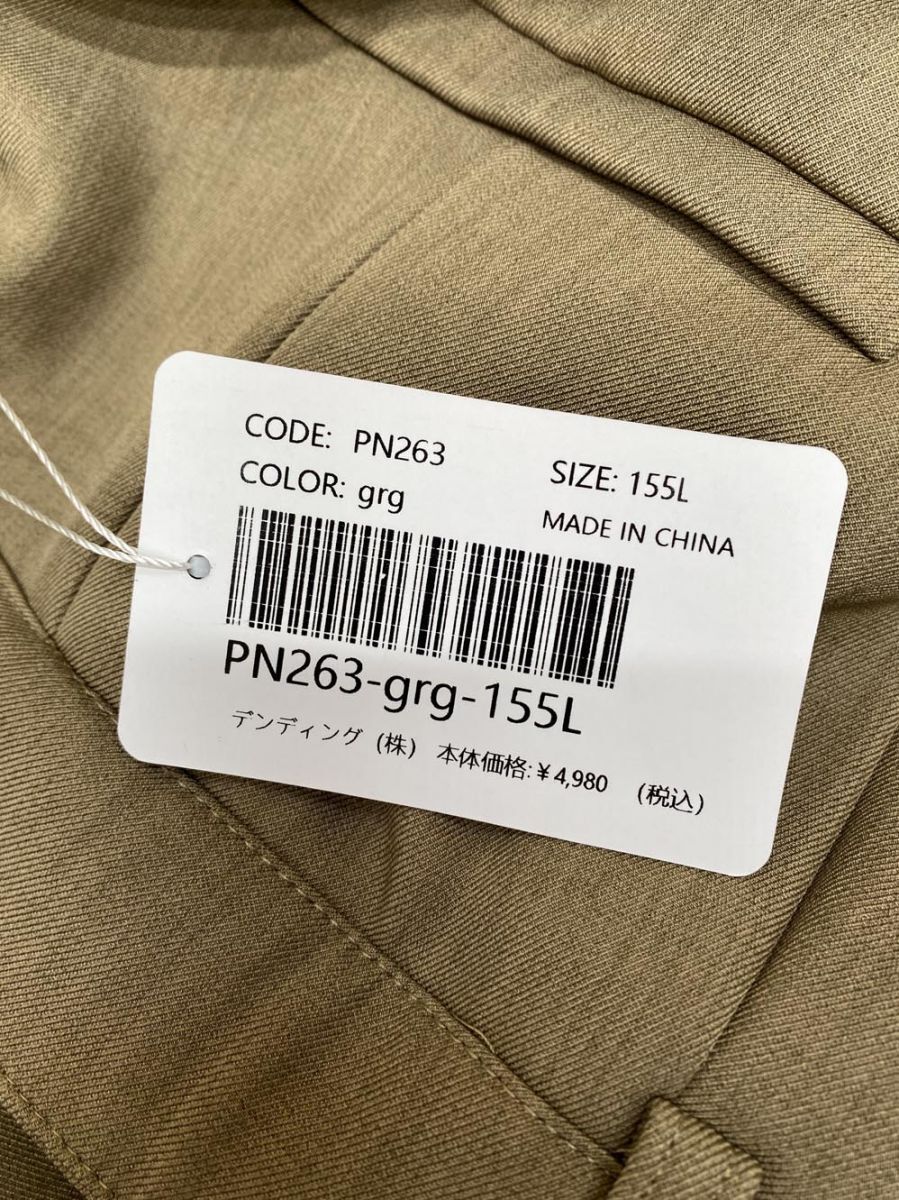 CODE: PN263
COLOR: grg
SIZE: 155L
MADE IN CHINA
PN263-grg-155L
デンディング (株) 本体価格:￥4,980 (税込)